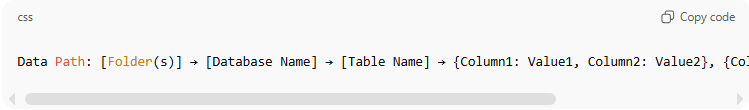 css
Copy code
Data Path: [Folder(s)] → [Database Name] → [Table Name] → {Column1: Value1, Column2: Value2}, {Col